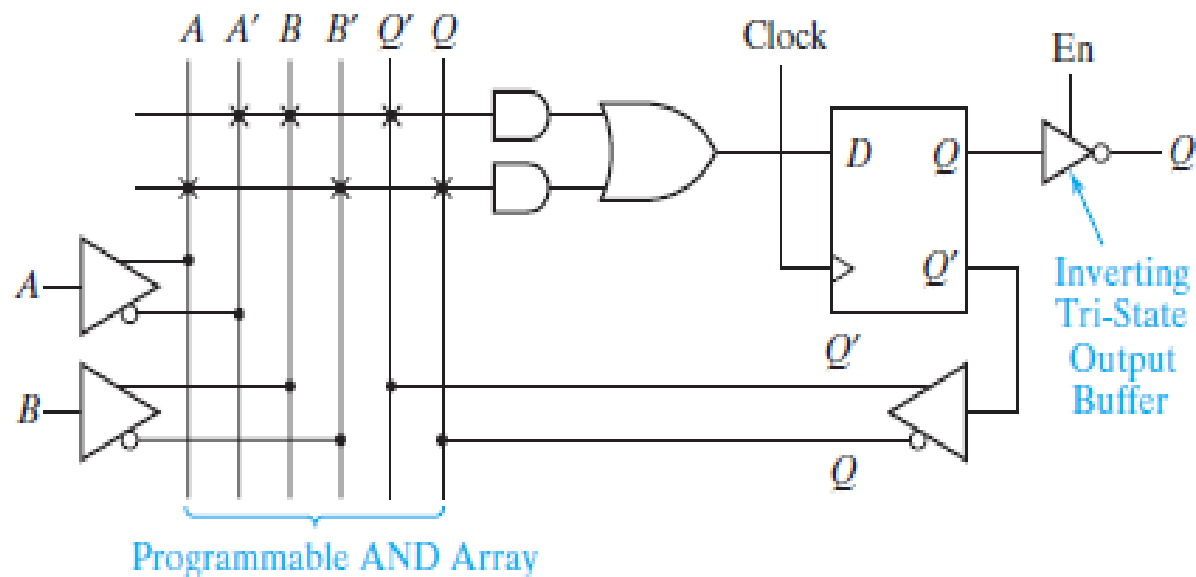 A A' B B' Q' Q
Clock
En
D Q
Q
Q'
A
Inverting
Tri-State
Output
Buffer
Q'
B
Q
Programmable AND Array